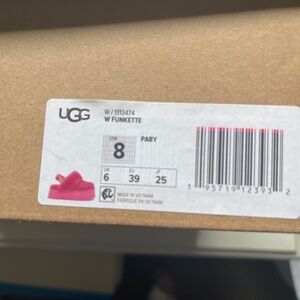 UGG
W / 1113474
W FUNKETTE
USA
8
PABY
UK
6
EU
39
JP
25
MADE IN VIETNAM
FABRIQUÉ EN VIETNAM
1 95719 12393 2